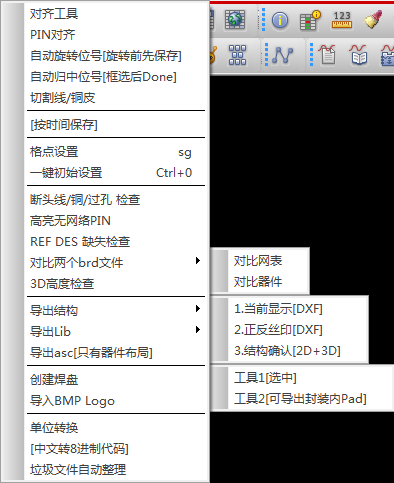 对齐工具
PIN对齐
自动旋转位号[旋转前先保存]
自动归中位号[框选后Done]
切割线/铜皮
[按时间保存]
格点设置 sg
一键初始设置 Ctrl+0
断头线/铜/过孔 检查
高亮无网络PIN
REF DES 缺失检查
对比两个brd文件
3D高度检查
导出结构
导出Lib
导出asc[只有器件布局]
创建焊盘
导入BMP Logo
单位转换
[中文转8进制代码]
垃圾文件自动整理
对比网表
对比器件
1.当前显示[DXF]
2.正反丝印[DXF]
3.结构确认[2D+3D]
工具1[选中]
工具2[可导出封装内Pad]
123